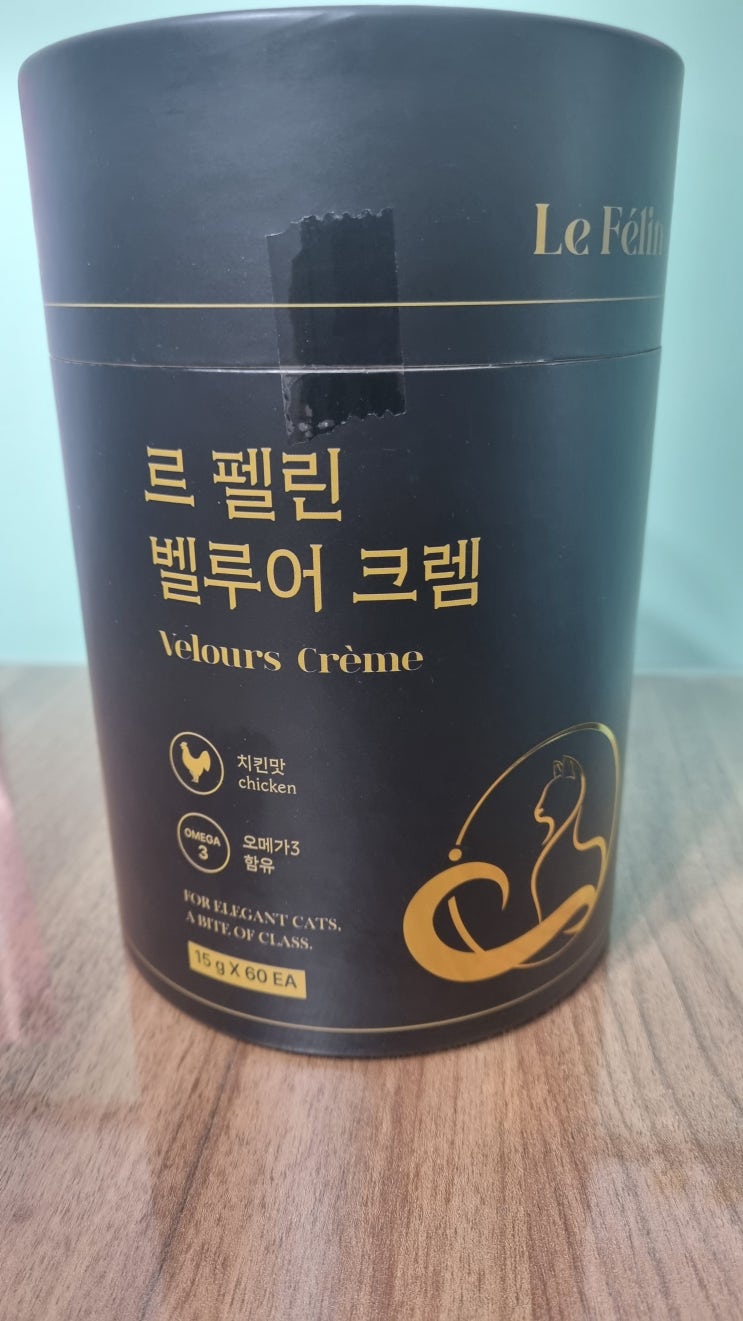 Le Félin
르 펠린
벨루어 크렘
Velours Crème
치킨맛
chicken
OMEGA
3
오메가3
함유
FOR ELEGANT CATS,
A BITE OF CLASS.
15 g X 60 EA